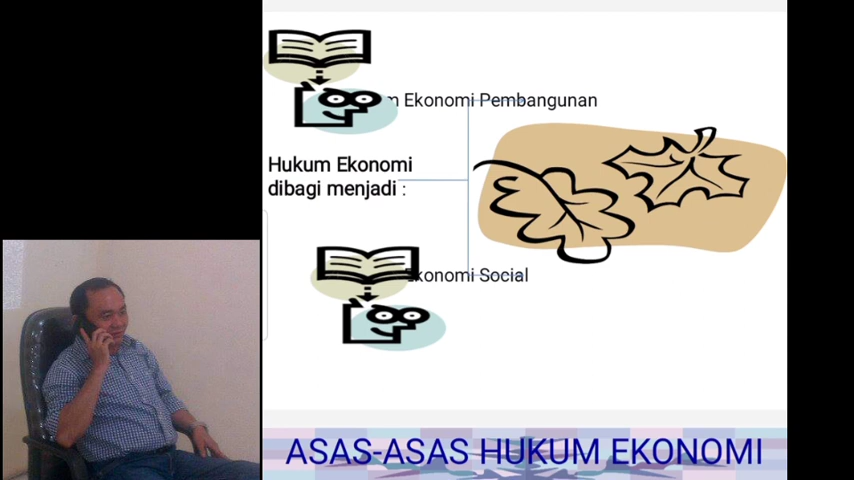 Ekonomi Pembangunan
Hukum Ekonomi
dibagi menjadi :
Ekonomi Social
ASAS-ASAS HUKUM EKONOMI